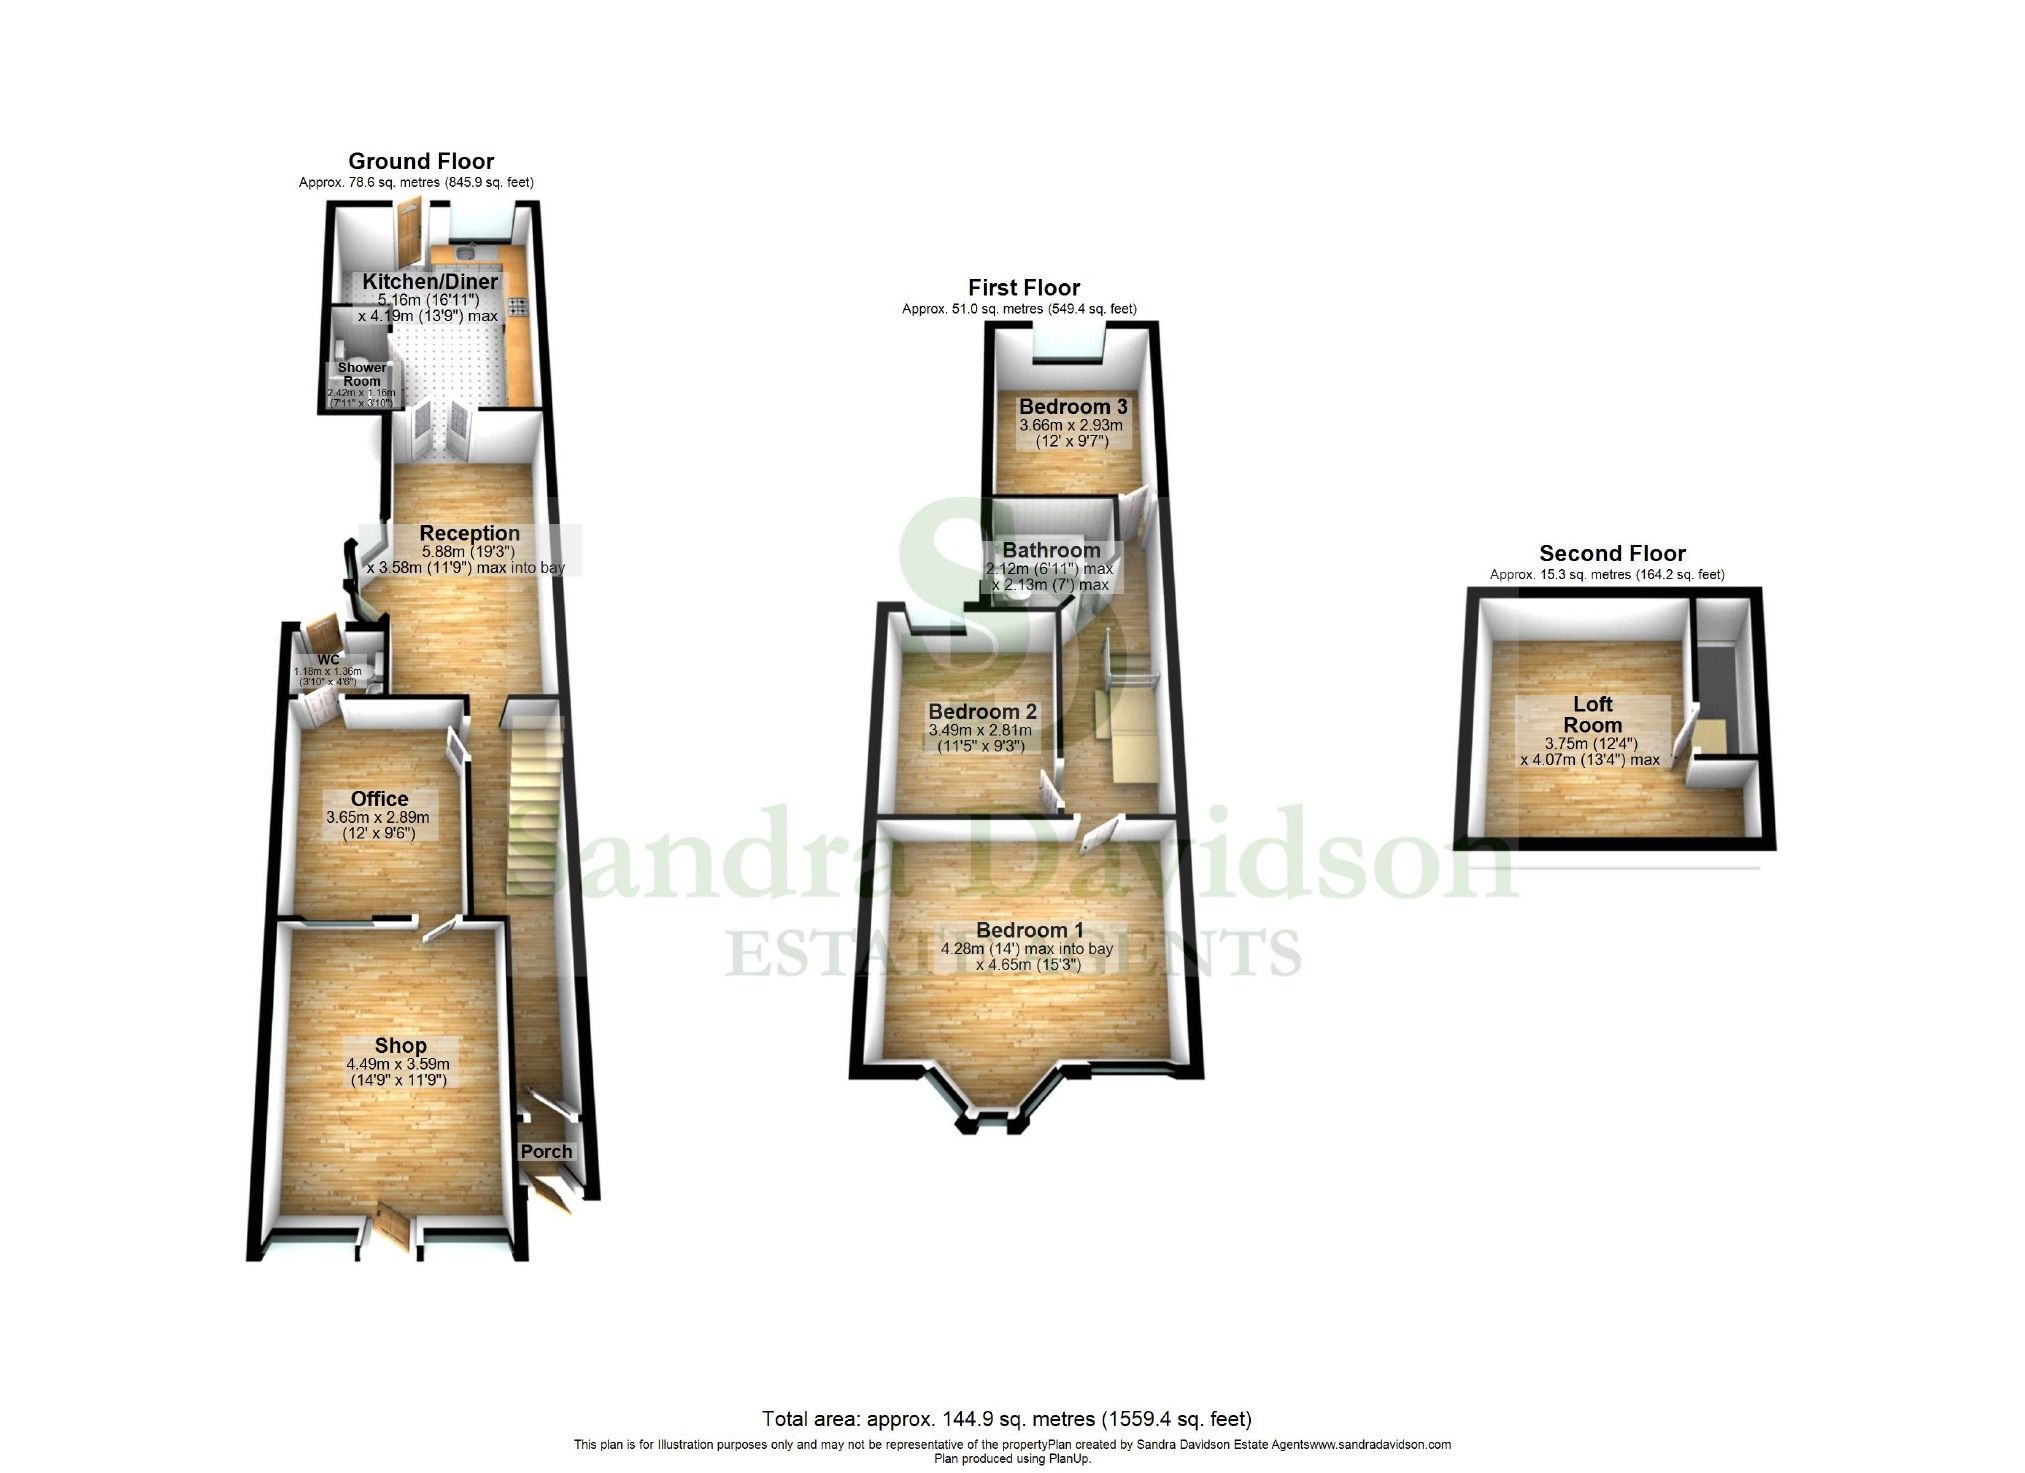 Ground Floor
Approx. 78.6 sq. metres (845.9 sq. feet)
Kitchen/Diner
5.16m (16'11")
x 4.19m (13'9") max
Shower
Room
2.42m x 1.16m
(7'11" x 3'10")
Reception
5.88m (19'3")
x 3.58m (11'9") max into bay
WC
1.18m x 1.36m
(3'10" x 4'6")
Office
3.65m x 2.89m
(12' x 9'6")
Shop
4.49m x 3.59m
(14'9" x 11'9")
Porch
First Floor
Approx. 51.0 sq. metres (549.4 sq. feet)
Bedroom 3
3.66m x 2.93m
(12' x 9'7")
Bathroom
2.12m (6'11") max
x 2.13m (7') max
Bedroom 2
3.49m x 2.81m
(11'5" x 9'3")
Bedroom 1
4.28m (14') max into bay
x 4.65m (15'3")
Second Floor
Approx. 15.3 sq. metres (164.2 sq. feet)
Loft
Room
3.75m (12'4")
x 4.07m (13'4") max
SD
Sandra Davidson
ESTATE AGENTS
Total area: approx. 144.9 sq. metres (1559.4 sq. feet)
This plan is for Illustration purposes only and may not be representative of the propertyPlan created by Sandra Davidson Estate Agentswww.sandradavidson.com
Plan produced using PlanUp.